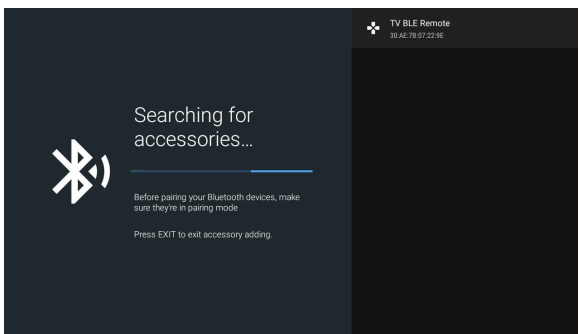 Searching for
accessories...
Before pairing your Bluetooth devices, make
sure they're in pairing mode
Press EXIT to exit accessory adding.
TV BLE Remote
30:AE:7B:07:22:9E